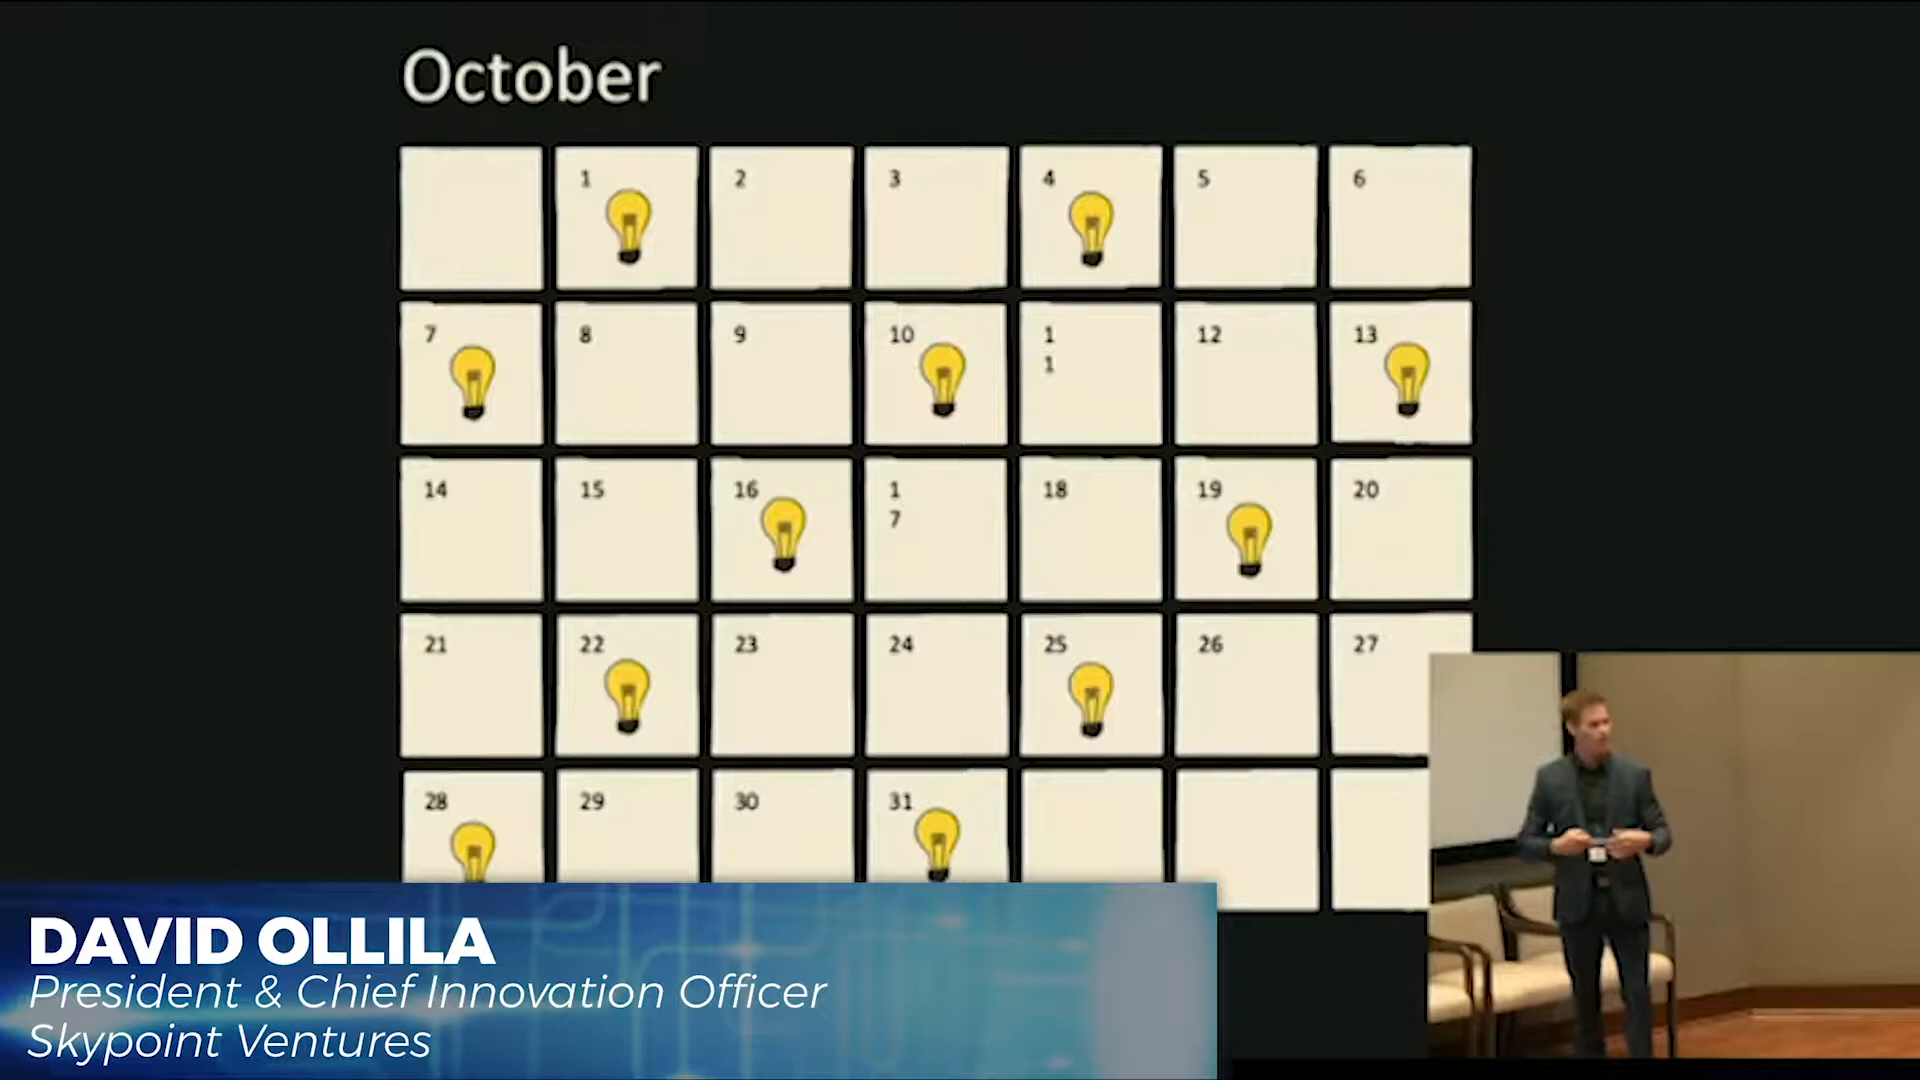 October
1 2 3 4 5 6
7 8 9 10 1 12 13
1
14 15 16 1 18 19 20
7
21 22 23 24 25 26 27
28 29 30 31
DAVID OLLILA
President & Chief Innovation Officer
Skypoint Ventures